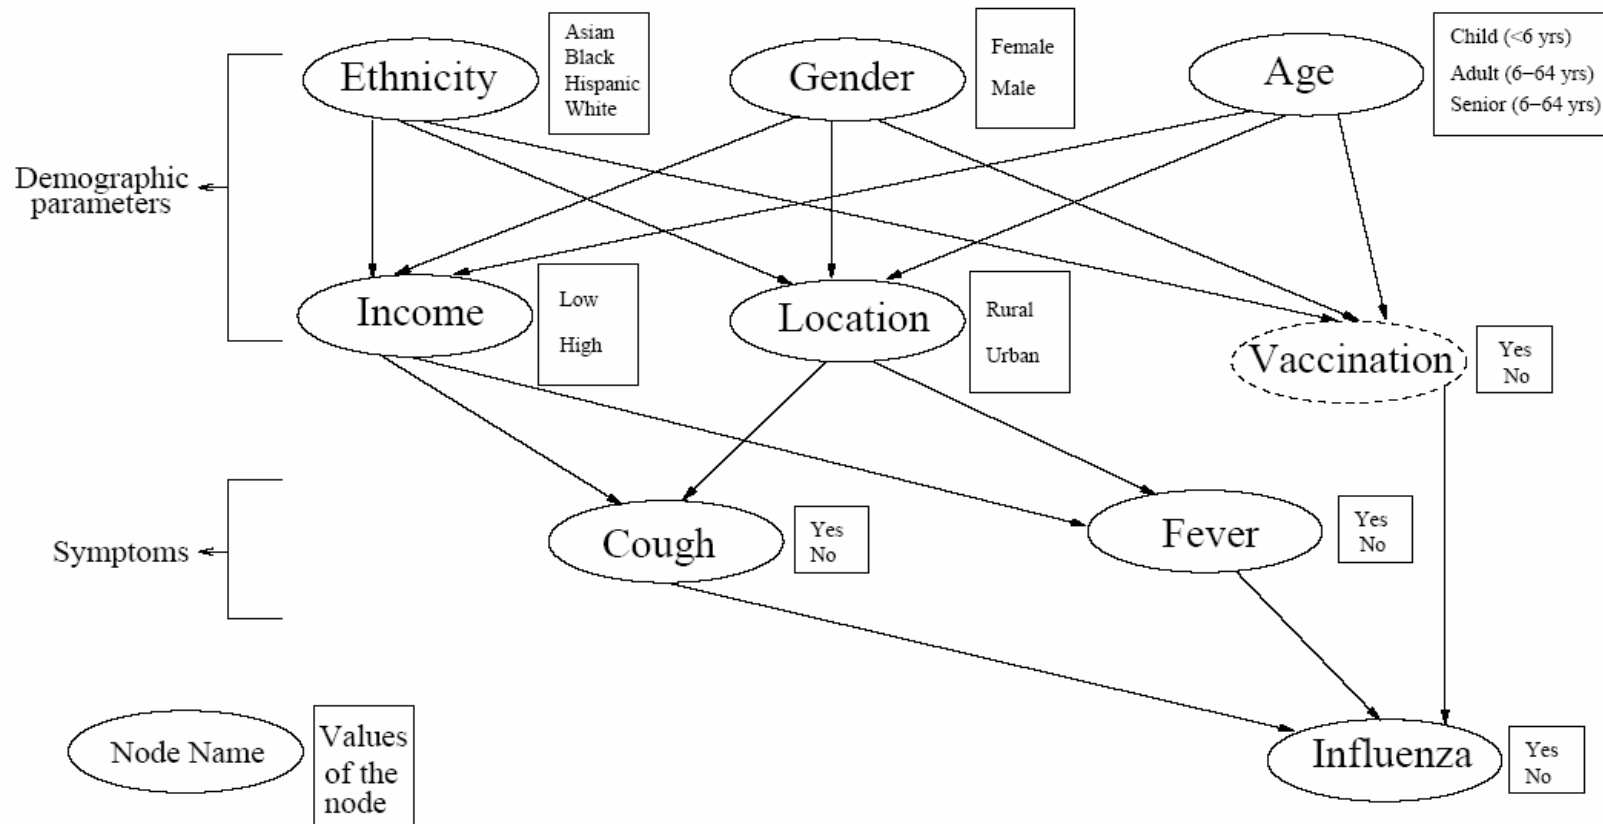 Ethnicity
Asian
Black
Hispanic
White
Gender
Female
Male
Age
Child (<6 yrs)
Adult (6–64 yrs)
Senior (6–64 yrs)
Demographic
parameters
Income
Low
High
Location
Rural
Urban
Vaccination
Yes
No
Symptoms
Cough
Yes
No
Fever
Yes
No
Node Name
Values
of the
node
Influenza
Yes
No